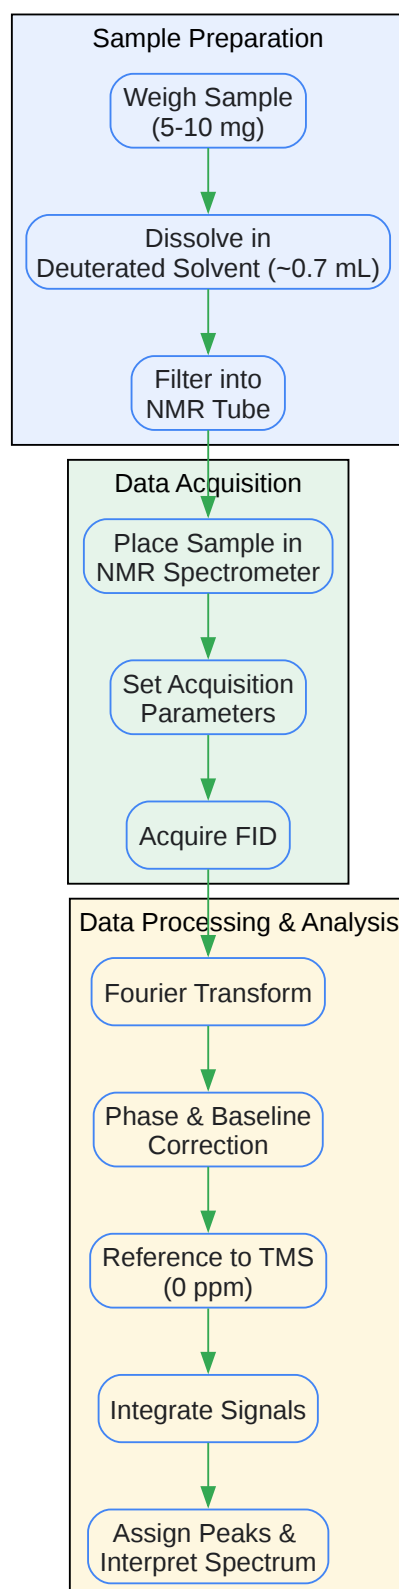 Sample Preparation
Weigh Sample
(5-10 mg)
Dissolve in
Deuterated Solvent (~0.7 mL)
Filter into
NMR Tube
Data Acquisition
Place Sample in
NMR Spectrometer
Set Acquisition
Parameters
Acquire FID
Data Processing & Analysis
Fourier Transform
Phase & Baseline
Correction
Reference to TMS
(0 ppm)
Integrate Signals
Assign Peaks &
Interpret Spectrum